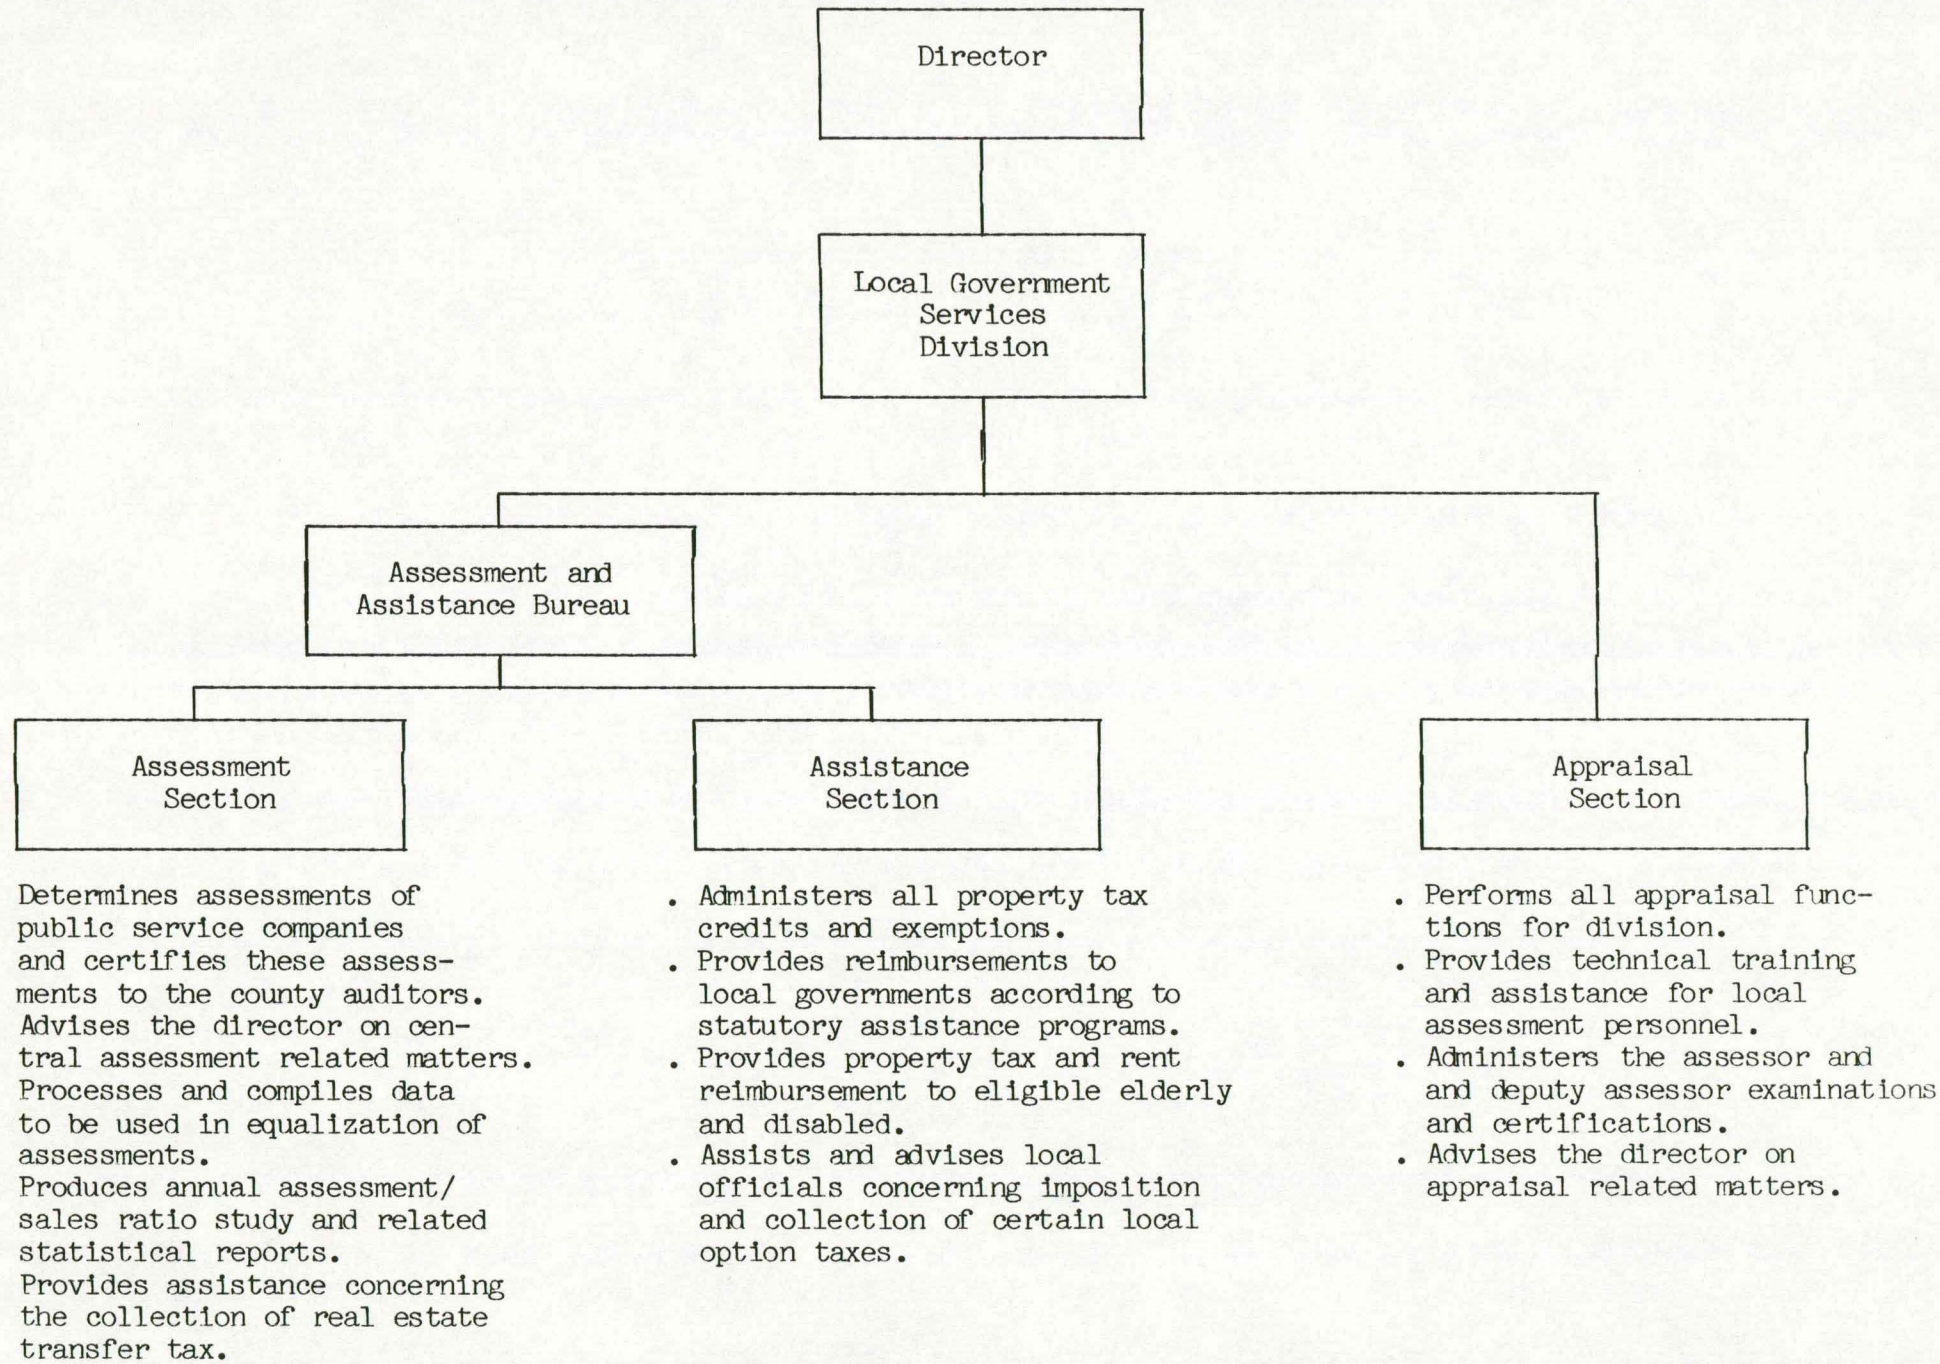 Director
Local Government
Services
Division
Assessment and
Assistance Bureau
Assessment
Section
Assistance
Section
Appraisal
Section
Determines assessments of
public service companies
and certifies these assess-
ments to the county auditors.
Advises the director on cen-
tral assessment related matters.
Processes and compiles data
to be used in equalization of
assessments.
Produces annual assessment/
sales ratio study and related
statistical reports.
Provides assistance concerning
the collection of real estate
transfer tax.
. Administers all property tax
credits and exemptions.
. Provides reimbursements to
local governments according to
statutory assistance programs.
. Provides property tax and rent
reimbursement to eligible elderly
and disabled.
. Assists and advises local
officials concerning imposition
and collection of certain local
option taxes.
. Performs all appraisal func-
tions for division.
. Provides technical training
and assistance for local
assessment personnel.
. Administers the assessor and
and deputy assessor examinations
and certifications.
. Advises the director on
appraisal related matters.